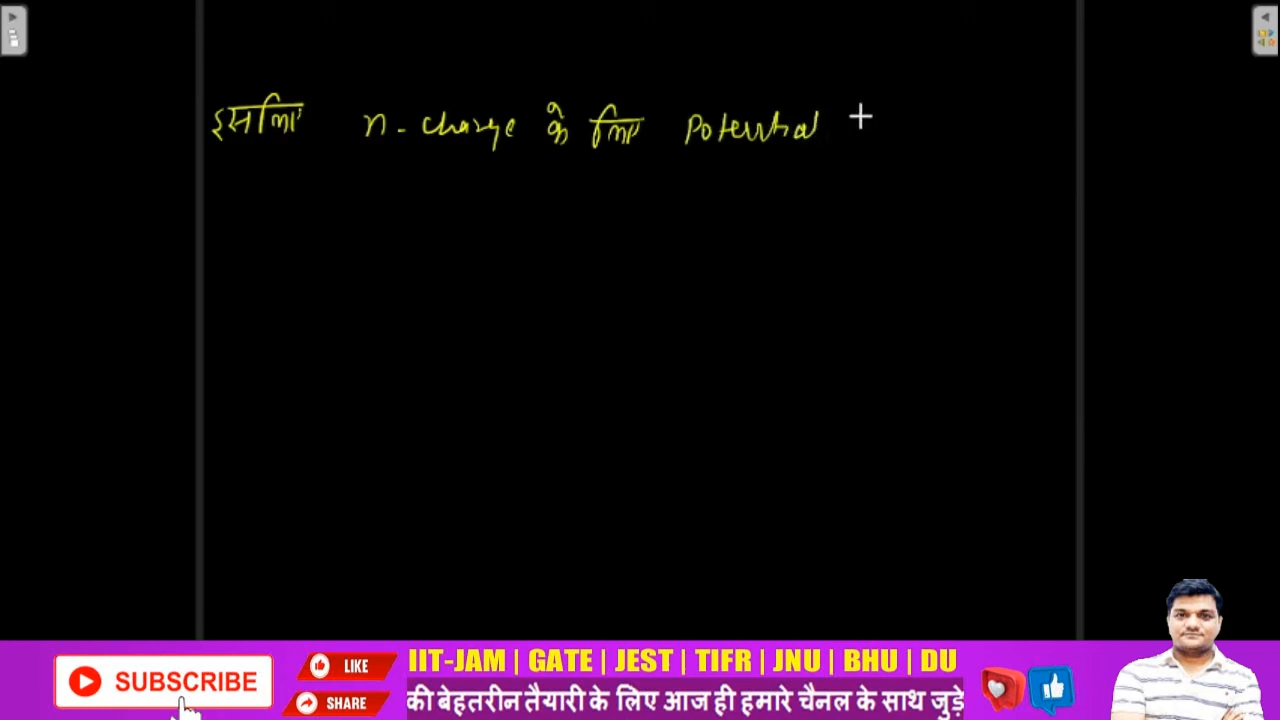 इसलिए n-charge के लिए Potential
SUBSCRIBE
LIKE
SHARE
IIT-JAM | GATE | JEST | TIFR | JNU | BHU | DU
की बेहतरीन तैयारी के लिए आज ही हमारे चैनल के साथ जुड़े